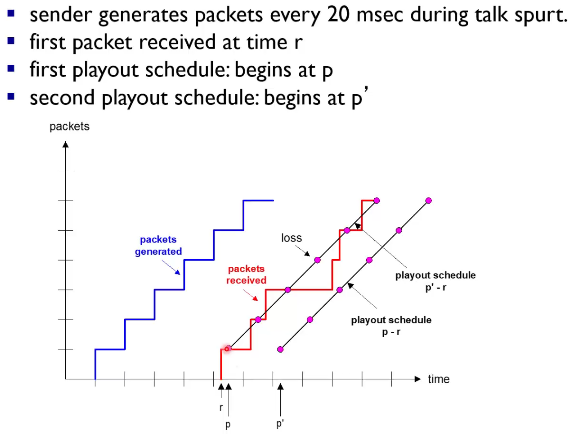 sender generates packets every 20 msec during talk spurt.
first packet received at time r
first playout schedule: begins at p
second playout schedule: begins at p’
packets
loss
packets
generated
packets
received
playout schedule
p' - r
playout schedule
p - r
time
r
p
p'